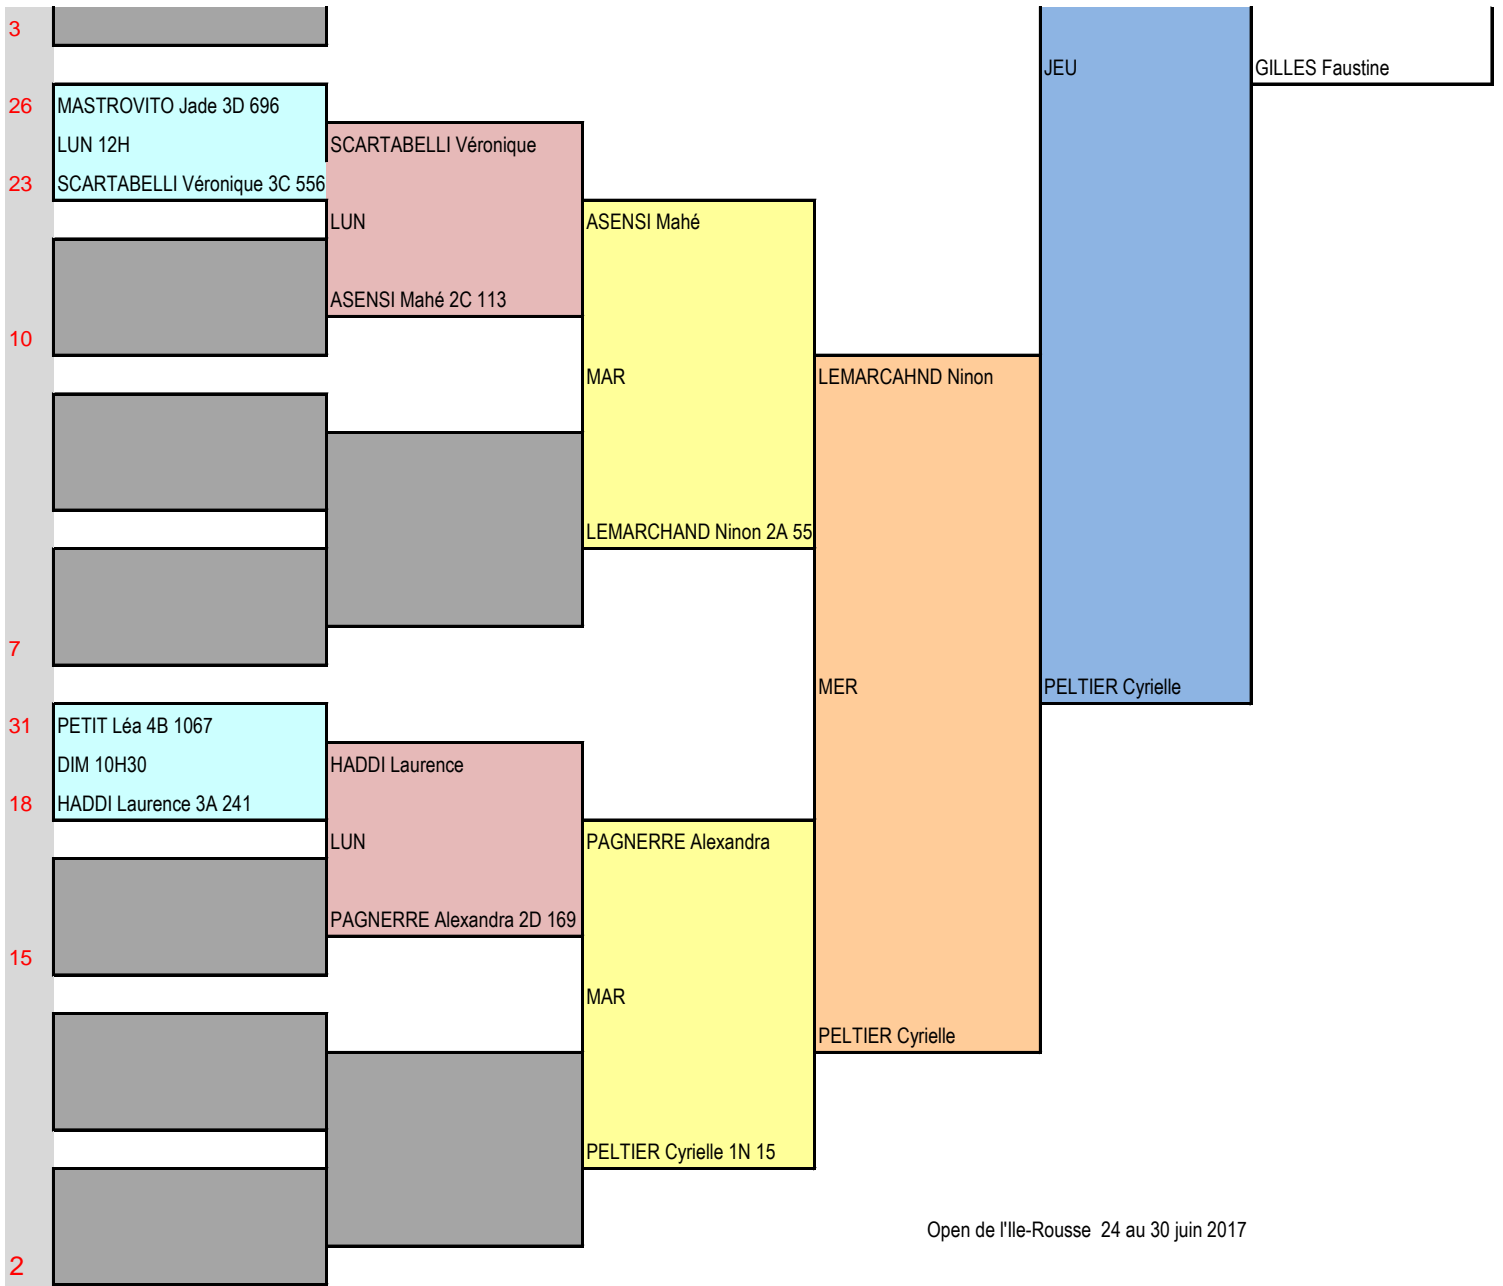 3
JEU
GILLES Faustine
26
MASTROVITO Jade 3D 696
LUN 12H
SCARTABELLI Véronique
23
SCARTABELLI Véronique 3C 556
LUN
ASENSI Mahé
ASENSI Mahé 2C 113
10
MAR
LEMARCAHND Ninon
LEMARCHAND Ninon 2A 55
7
MER
PELTIER Cyrielle
31
PETIT Léa 4B 1067
DIM 10H30
HADDI Laurence
18
HADDI Laurence 3A 241
LUN
PAGNERRE Alexandra
PAGNERRE Alexandra 2D 169
15
MAR
PELTIER Cyrielle
PELTIER Cyrielle 1N 15
Open de l'Ile-Rousse  24 au 30 juin 2017
2